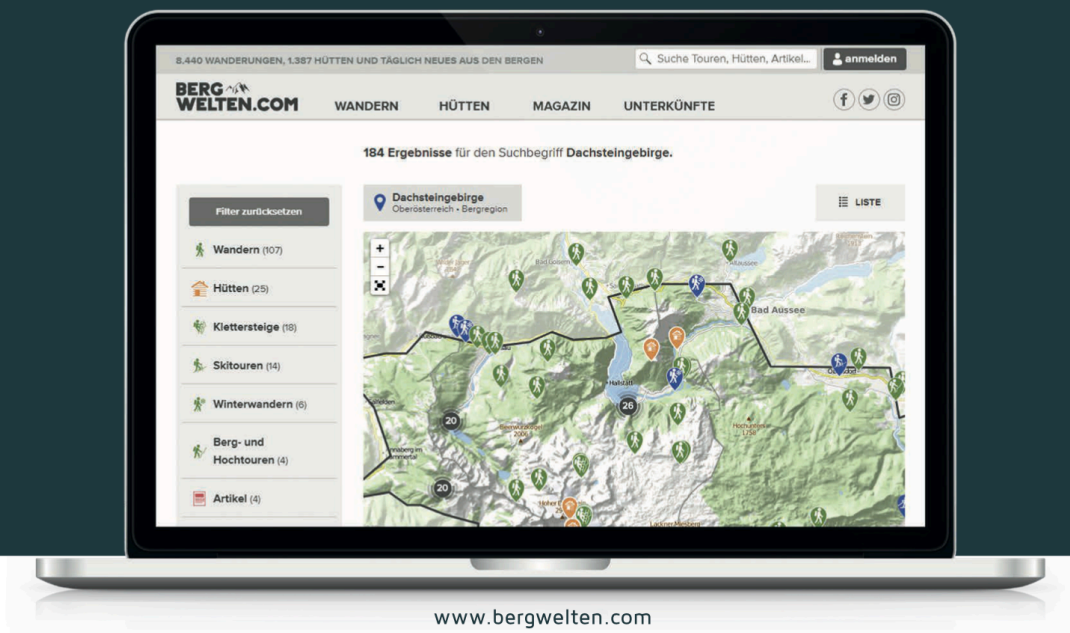 8.440 WANDERUNGEN, 1.387 HÜTTEN UND TÄGLICH NEUES AUS DEN BERGEN
Suche Touren, Hütten, Artikel...
anmelden
BERG
WELTEN.COM
WANDERN
HÜTTEN
MAGAZIN
UNTERKÜNFTE
184 Ergebnisse für den Suchbegriff Dachsteingebirge.
Filter zurücksetzen
Wandern (107)
Hütten (25)
Klettersteige (18)
Skitouren (14)
Winterwandern (6)
Berg- und
Hochtouren (4)
Artikel (4)
Dachsteingebirge
Oberösterreich • Bergregion
LISTE
+
−
Bad Aussee
Hallstatt
26
20
20
www.bergwelten.com